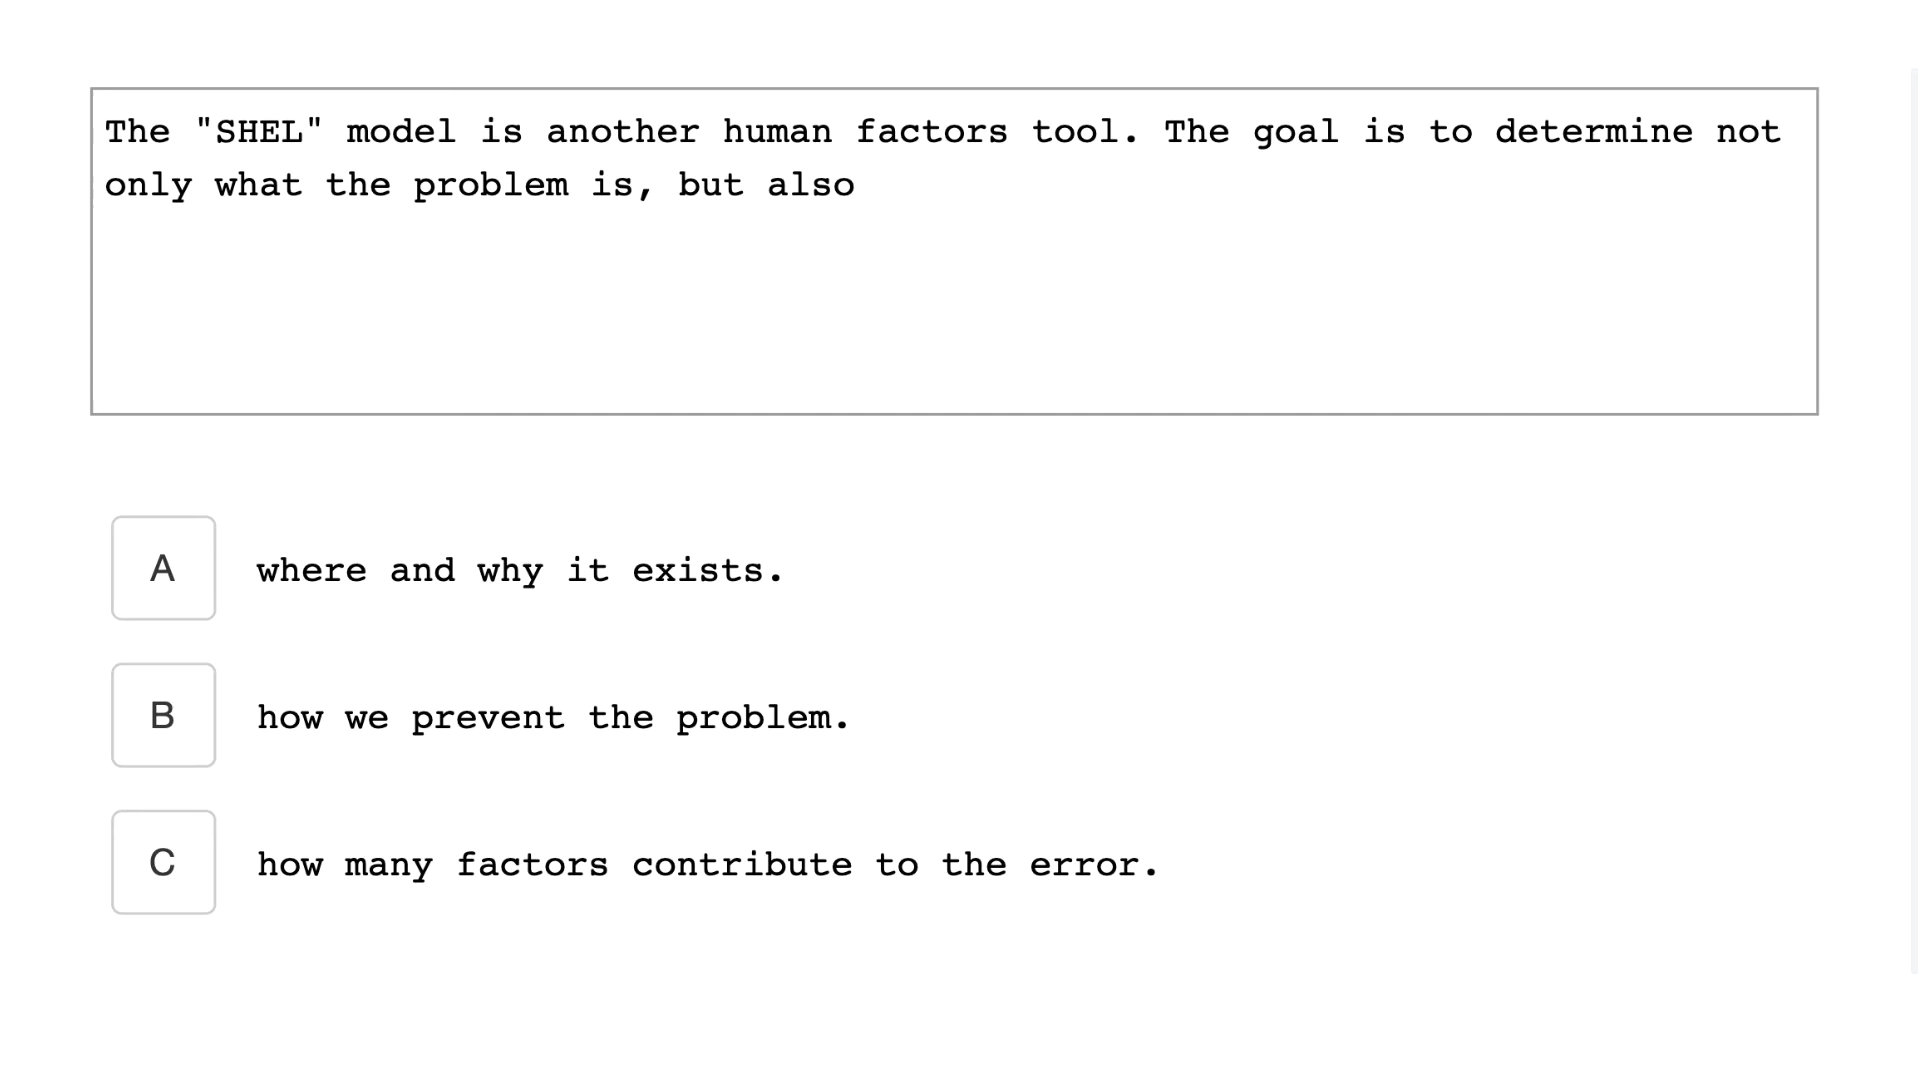 The "SHEL" model is another human factors tool. The goal is to determine not
only what the problem is, but also
A where and why it exists.
B how we prevent the problem.
C how many factors contribute to the error.